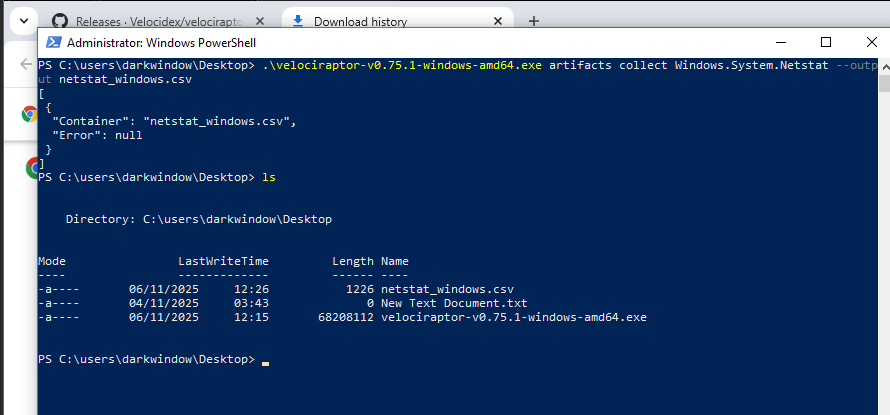 Releases · Velocidex/velocirapto
Download history
Administrator: Windows PowerShell
PS C:\users\darkwindow\Desktop> .\velociraptor-v0.75.1-windows-amd64.exe artifacts collect Windows.System.Netstat --outp
ut netstat_windows.csv
[
 {
  "Container": "netstat_windows.csv",
  "Error": null
 }
]
PS C:\users\darkwindow\Desktop> ls
    Directory: C:\users\darkwindow\Desktop
Mode                LastWriteTime         Length Name
----                -------------         ------ ----
-a----       06/11/2025     12:26           1226 netstat_windows.csv
-a----       04/11/2025     03:43              0 New Text Document.txt
-a----       06/11/2025     12:15       68208112 velociraptor-v0.75.1-windows-amd64.exe
PS C:\users\darkwindow\Desktop>